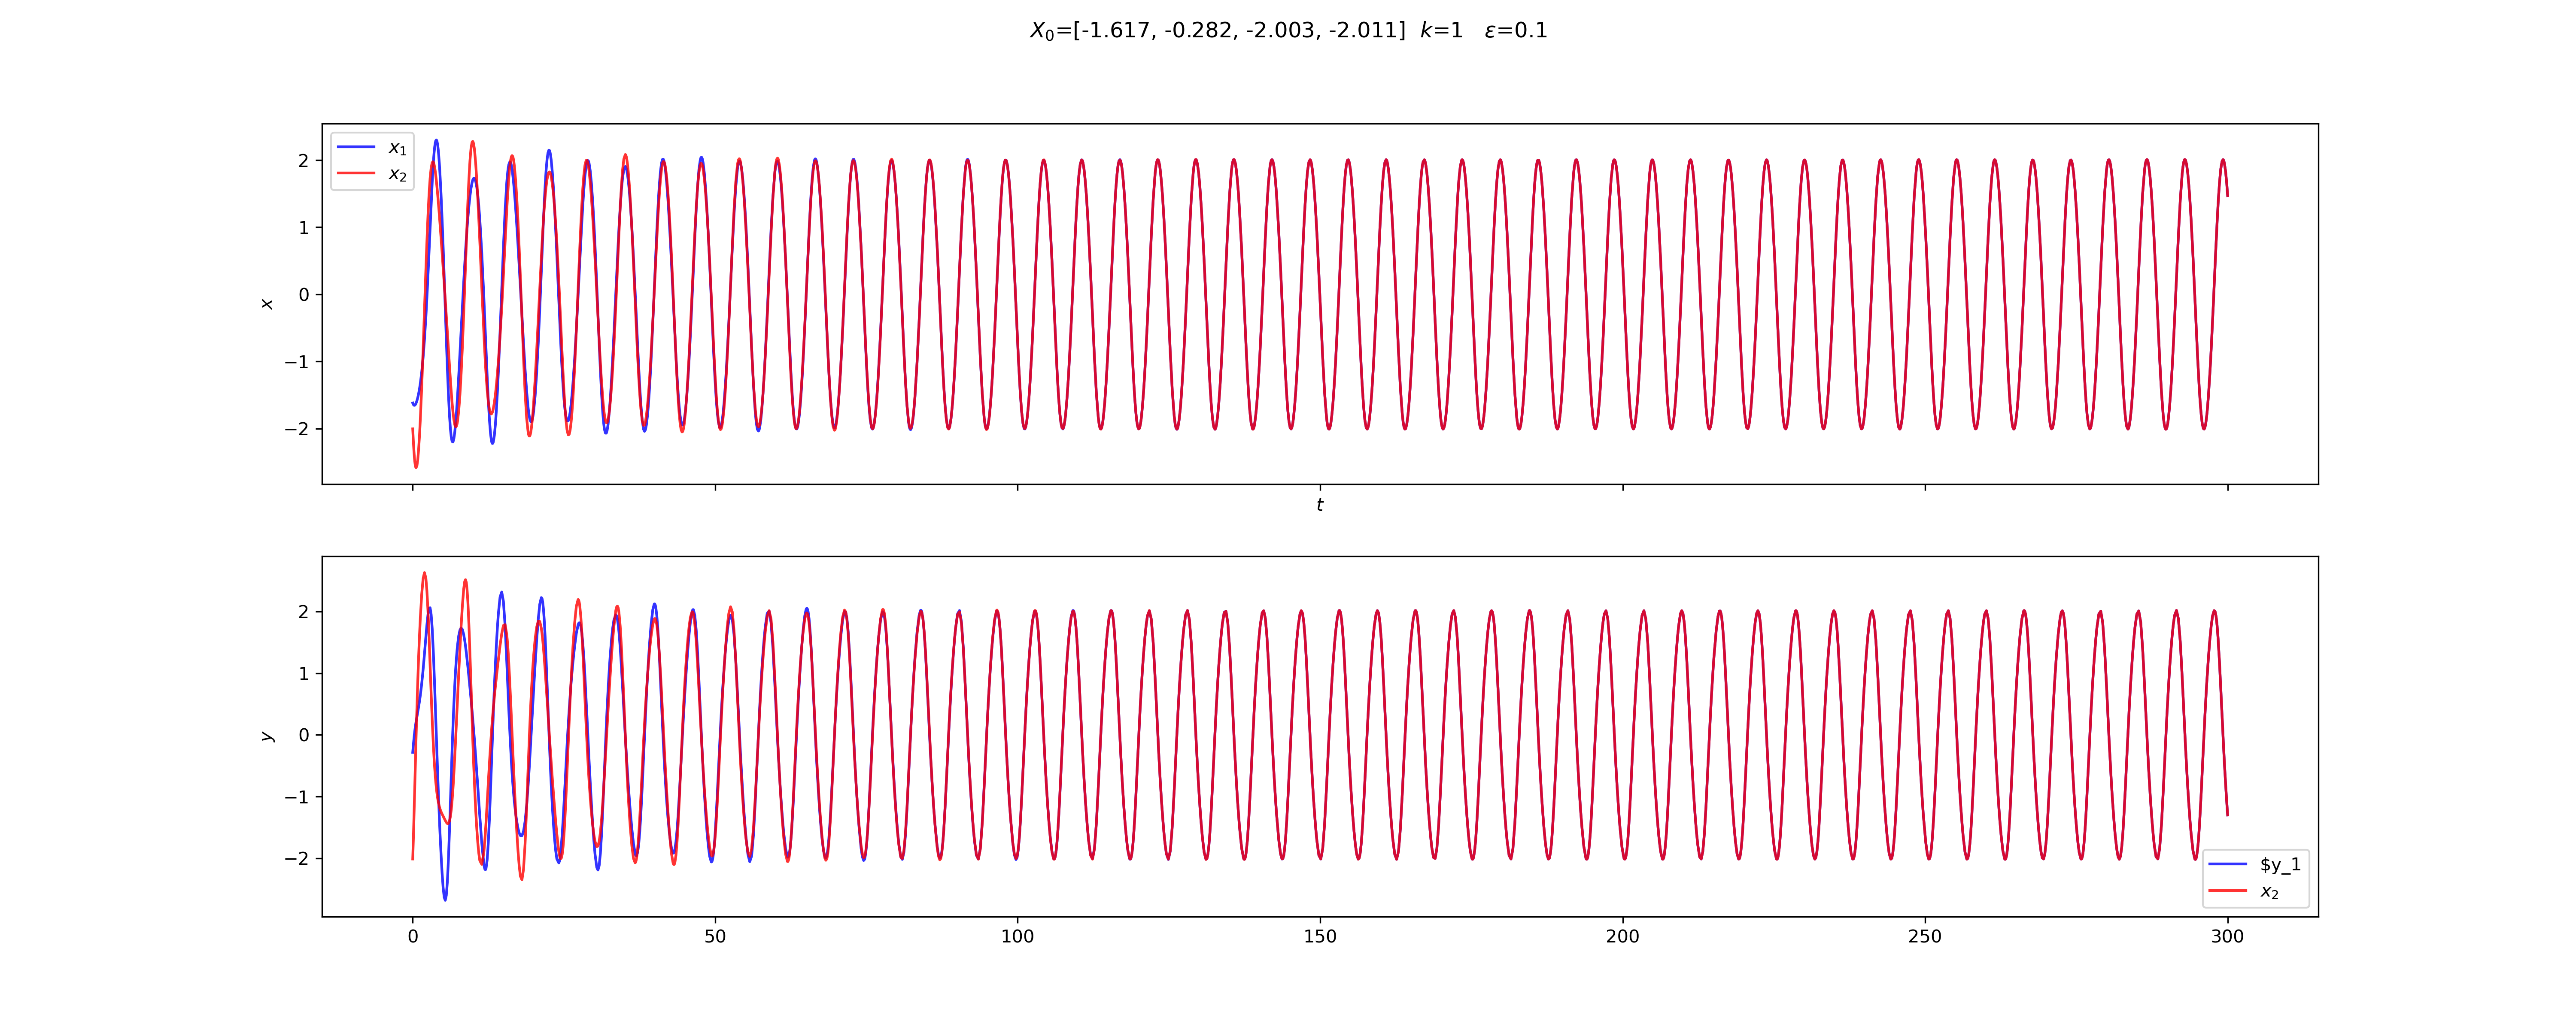 X₀=[-1.617, -0.282, -2.003, -2.011] k=1 ε=0.1
x₁
x₂
2
1
0
−1
−2
x
t
2
1
0
−1
−2
y
$y_1
x₂
0 50 100 150 200 250 300